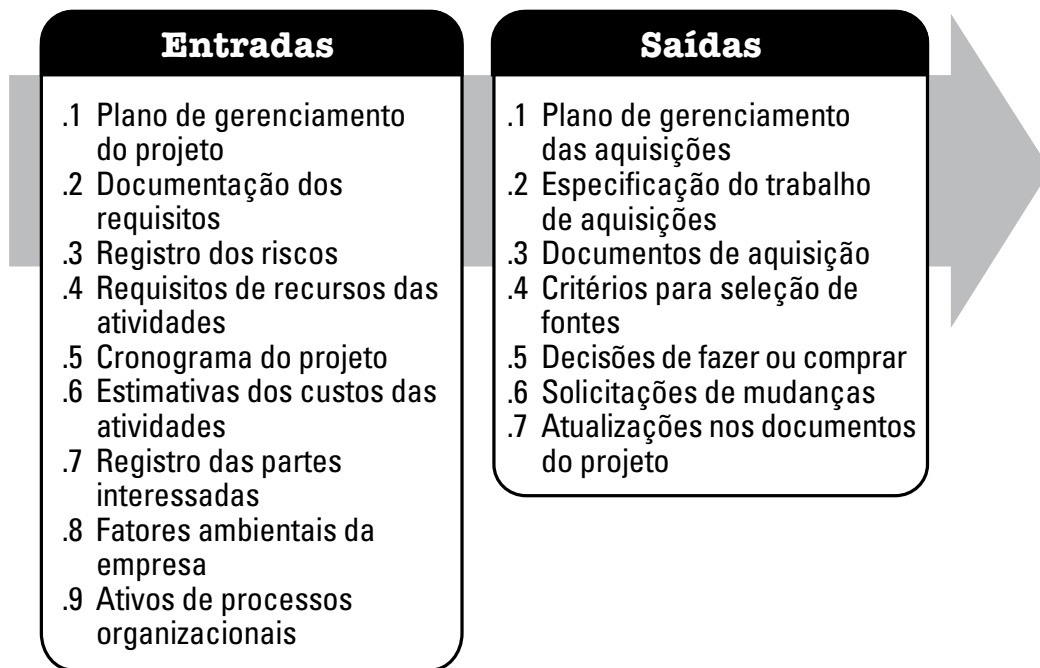 Entradas
.1 Plano de gerenciamento
do projeto
.2 Documentação dos
requisitos
.3 Registro dos riscos
.4 Requisitos de recursos das
atividades
.5 Cronograma do projeto
.6 Estimativas dos custos das
atividades
.7 Registro das partes
interessadas
.8 Fatores ambientais da
empresa
.9 Ativos de processos
organizacionais
Saídas
.1 Plano de gerenciamento
das aquisições
.2 Especificação do trabalho
de aquisições
.3 Documentos de aquisição
.4 Critérios para seleção de
fontes
.5 Decisões de fazer ou comprar
.6 Solicitações de mudanças
.7 Atualizações nos documentos
do projeto